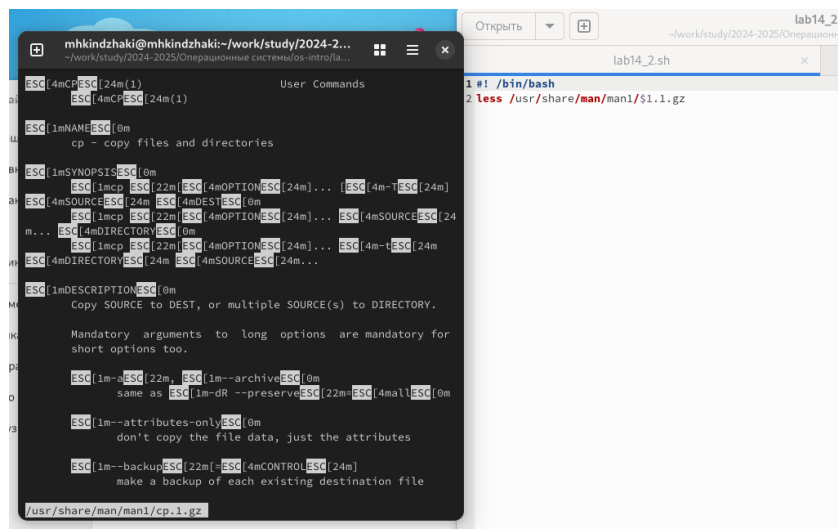 mhkindzhaki@mhkindzhaki:~/work/study/2024-2...
~/work/study/2024-2025/Операционные системы/os-intro/la...
ESC[4mCPESC[24m(1) User Commands
ESC[4mCPESC[24m(1)
ESC[1mNAMEESC[0m
cp - copy files and directories
ESC[1mSYNOPSISESC[0m
ESC[1mcp ESC[22m[ESC[4mOPTIONESC[24m]... [ESC[4m-TESC[24m]
ESC[4mSOURCEESC[24m ESC[4mDESTESC[0m
ESC[1mcp ESC[22m[ESC[4mOPTIONESC[24m]... ESC[4mSOURCEESC[24
m... ESC[4mDIRECTORYESC[0m
ESC[1mcp ESC[22m[ESC[4mOPTIONESC[24m]... ESC[4m-tESC[24m
ESC[4mDIRECTORYESC[24m ESC[4mSOURCEESC[24m...
ESC[1mDESCRIPTIONESC[0m
Copy SOURCE to DEST, or multiple SOURCE(s) to DIRECTORY.
Mandatory arguments to long options are mandatory for
short options too.
ESC[1m-aESC[22m, ESC[1m--archiveESC[0m
same as ESC[1m-dR --preserveESC[22m=ESC[4mallESC[0m
ESC[1m--attributes-onlyESC[0m
don't copy the file data, just the attributes
ESC[1m--backupESC[22m[=ESC[4mCONTROLESC[24m]
make a backup of each existing destination file
/usr/share/man/man1/cp.1.gz
Открыть
lab14_2
~/work/study/2024-2025/Операционн
lab14_2.sh
1 #! /bin/bash
2 less /usr/share/man/man1/$1.1.gz